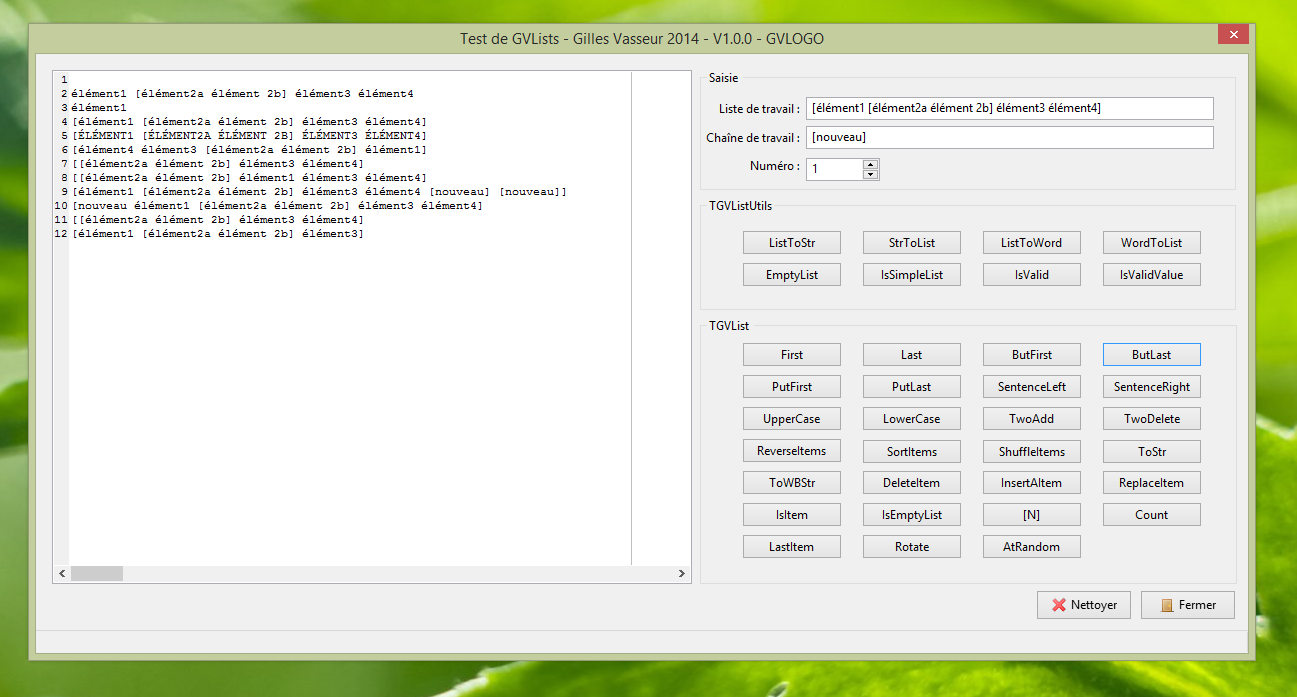 Test de GVLists - Gilles Vasseur 2014 - V1.0.0 - GVLOGO
1
2 élément1 [élément2a élément 2b] élément3 élément4
3 élément1
4 [élément1 [élément2a élément 2b] élément3 élément4]
5 [ÉLÉMENT1 [ÉLÉMENT2A ÉLÉMENT 2B] ÉLÉMENT3 ÉLÉMENT4]
6 [élément4 élément3 [élément2a élément 2b] élément1]
7 [[élément2a élément 2b] élément3 élément4]
8 [[élément2a élément 2b] élément1 élément3 élément4]
9 [élément1 [élément2a élément 2b] élément3 élément4 [nouveau] [nouveau]]
10 [nouveau élément1 [élément2a élément 2b] élément3 élément4]
11 [[élément2a élément 2b] élément3 élément4]
12 [élément1 [élément2a élément 2b] élément3]
Saisie
Liste de travail : [élément1 [élément2a élément 2b] élément3 élément4]
Chaîne de travail : [nouveau]
Numéro : 1
TGVListUtils
ListToStr StrToList ListToWord WordToList
EmptyList IsSimpleList IsValid IsValidValue
TGVList
First Last ButFirst ButLast
PutFirst PutLast SentenceLeft SentenceRight
UpperCase LowerCase TwoAdd TwoDelete
ReverseItems SortItems ShuffleItems ToStr
ToWBStr DeleteItem InsertAItem ReplaceItem
IsItem IsEmptyList [N] Count
LastItem Rotate AtRandom
Nettoyer Fermer